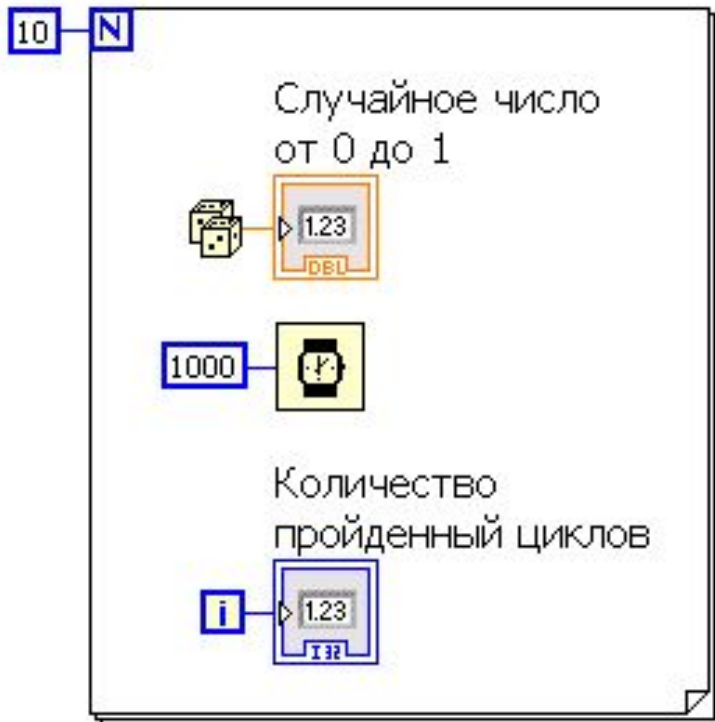 10 N
Случайное число
от 0 до 1
1.23
DBL
1000
Количество
пройденный циклов
i 1.23
I32